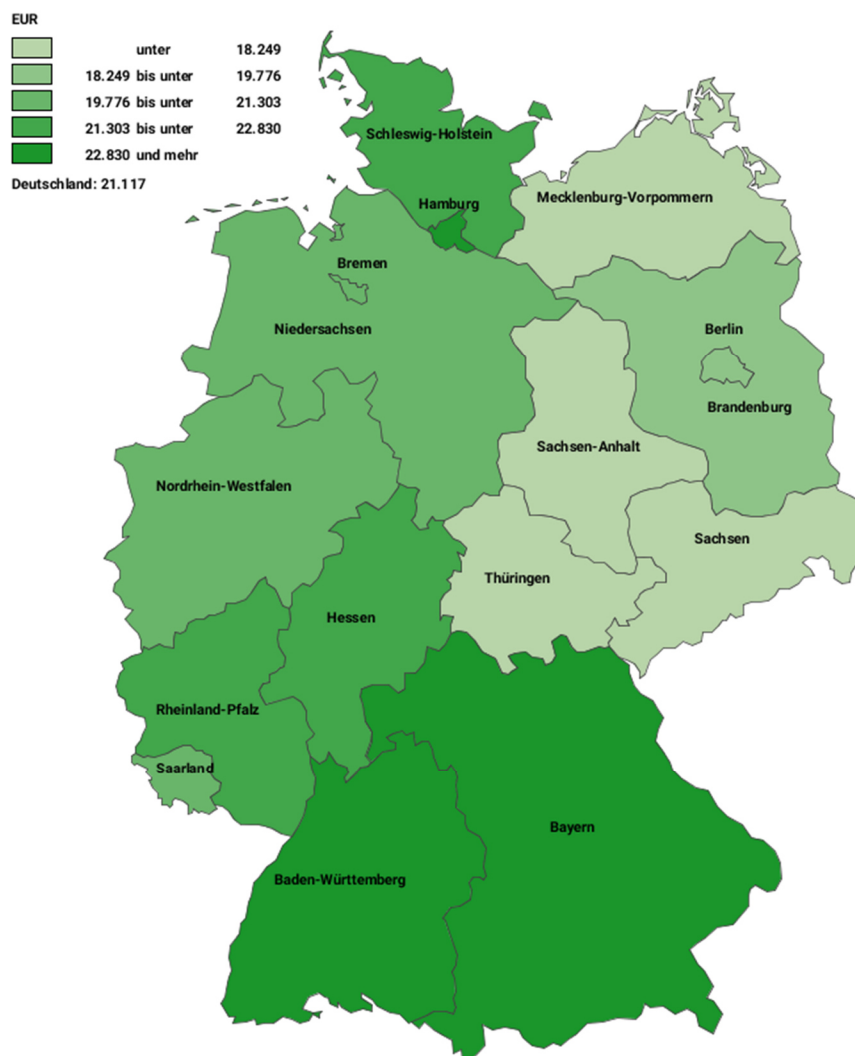 EUR
unter 18.249
18.249 bis unter 19.776
19.776 bis unter 21.303
21.303 bis unter 22.830
22.830 und mehr
Deutschland: 21.117
Schleswig-Holstein
Hamburg
Mecklenburg-Vorpommern
Bremen
Niedersachsen
Berlin
Brandenburg
Sachsen-Anhalt
Nordrhein-Westfalen
Sachsen
Thüringen
Hessen
Rheinland-Pfalz
Saarland
Bayern
Baden-Württemberg